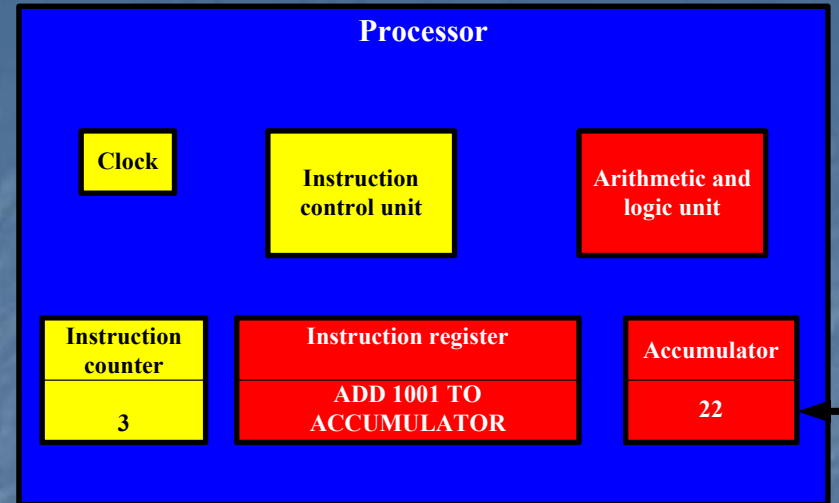 Processor
Clock
Instruction
control unit
Arithmetic and
logic unit
Instruction
counter
3
Instruction register
ADD 1001 TO
ACCUMULATOR
Accumulator
22